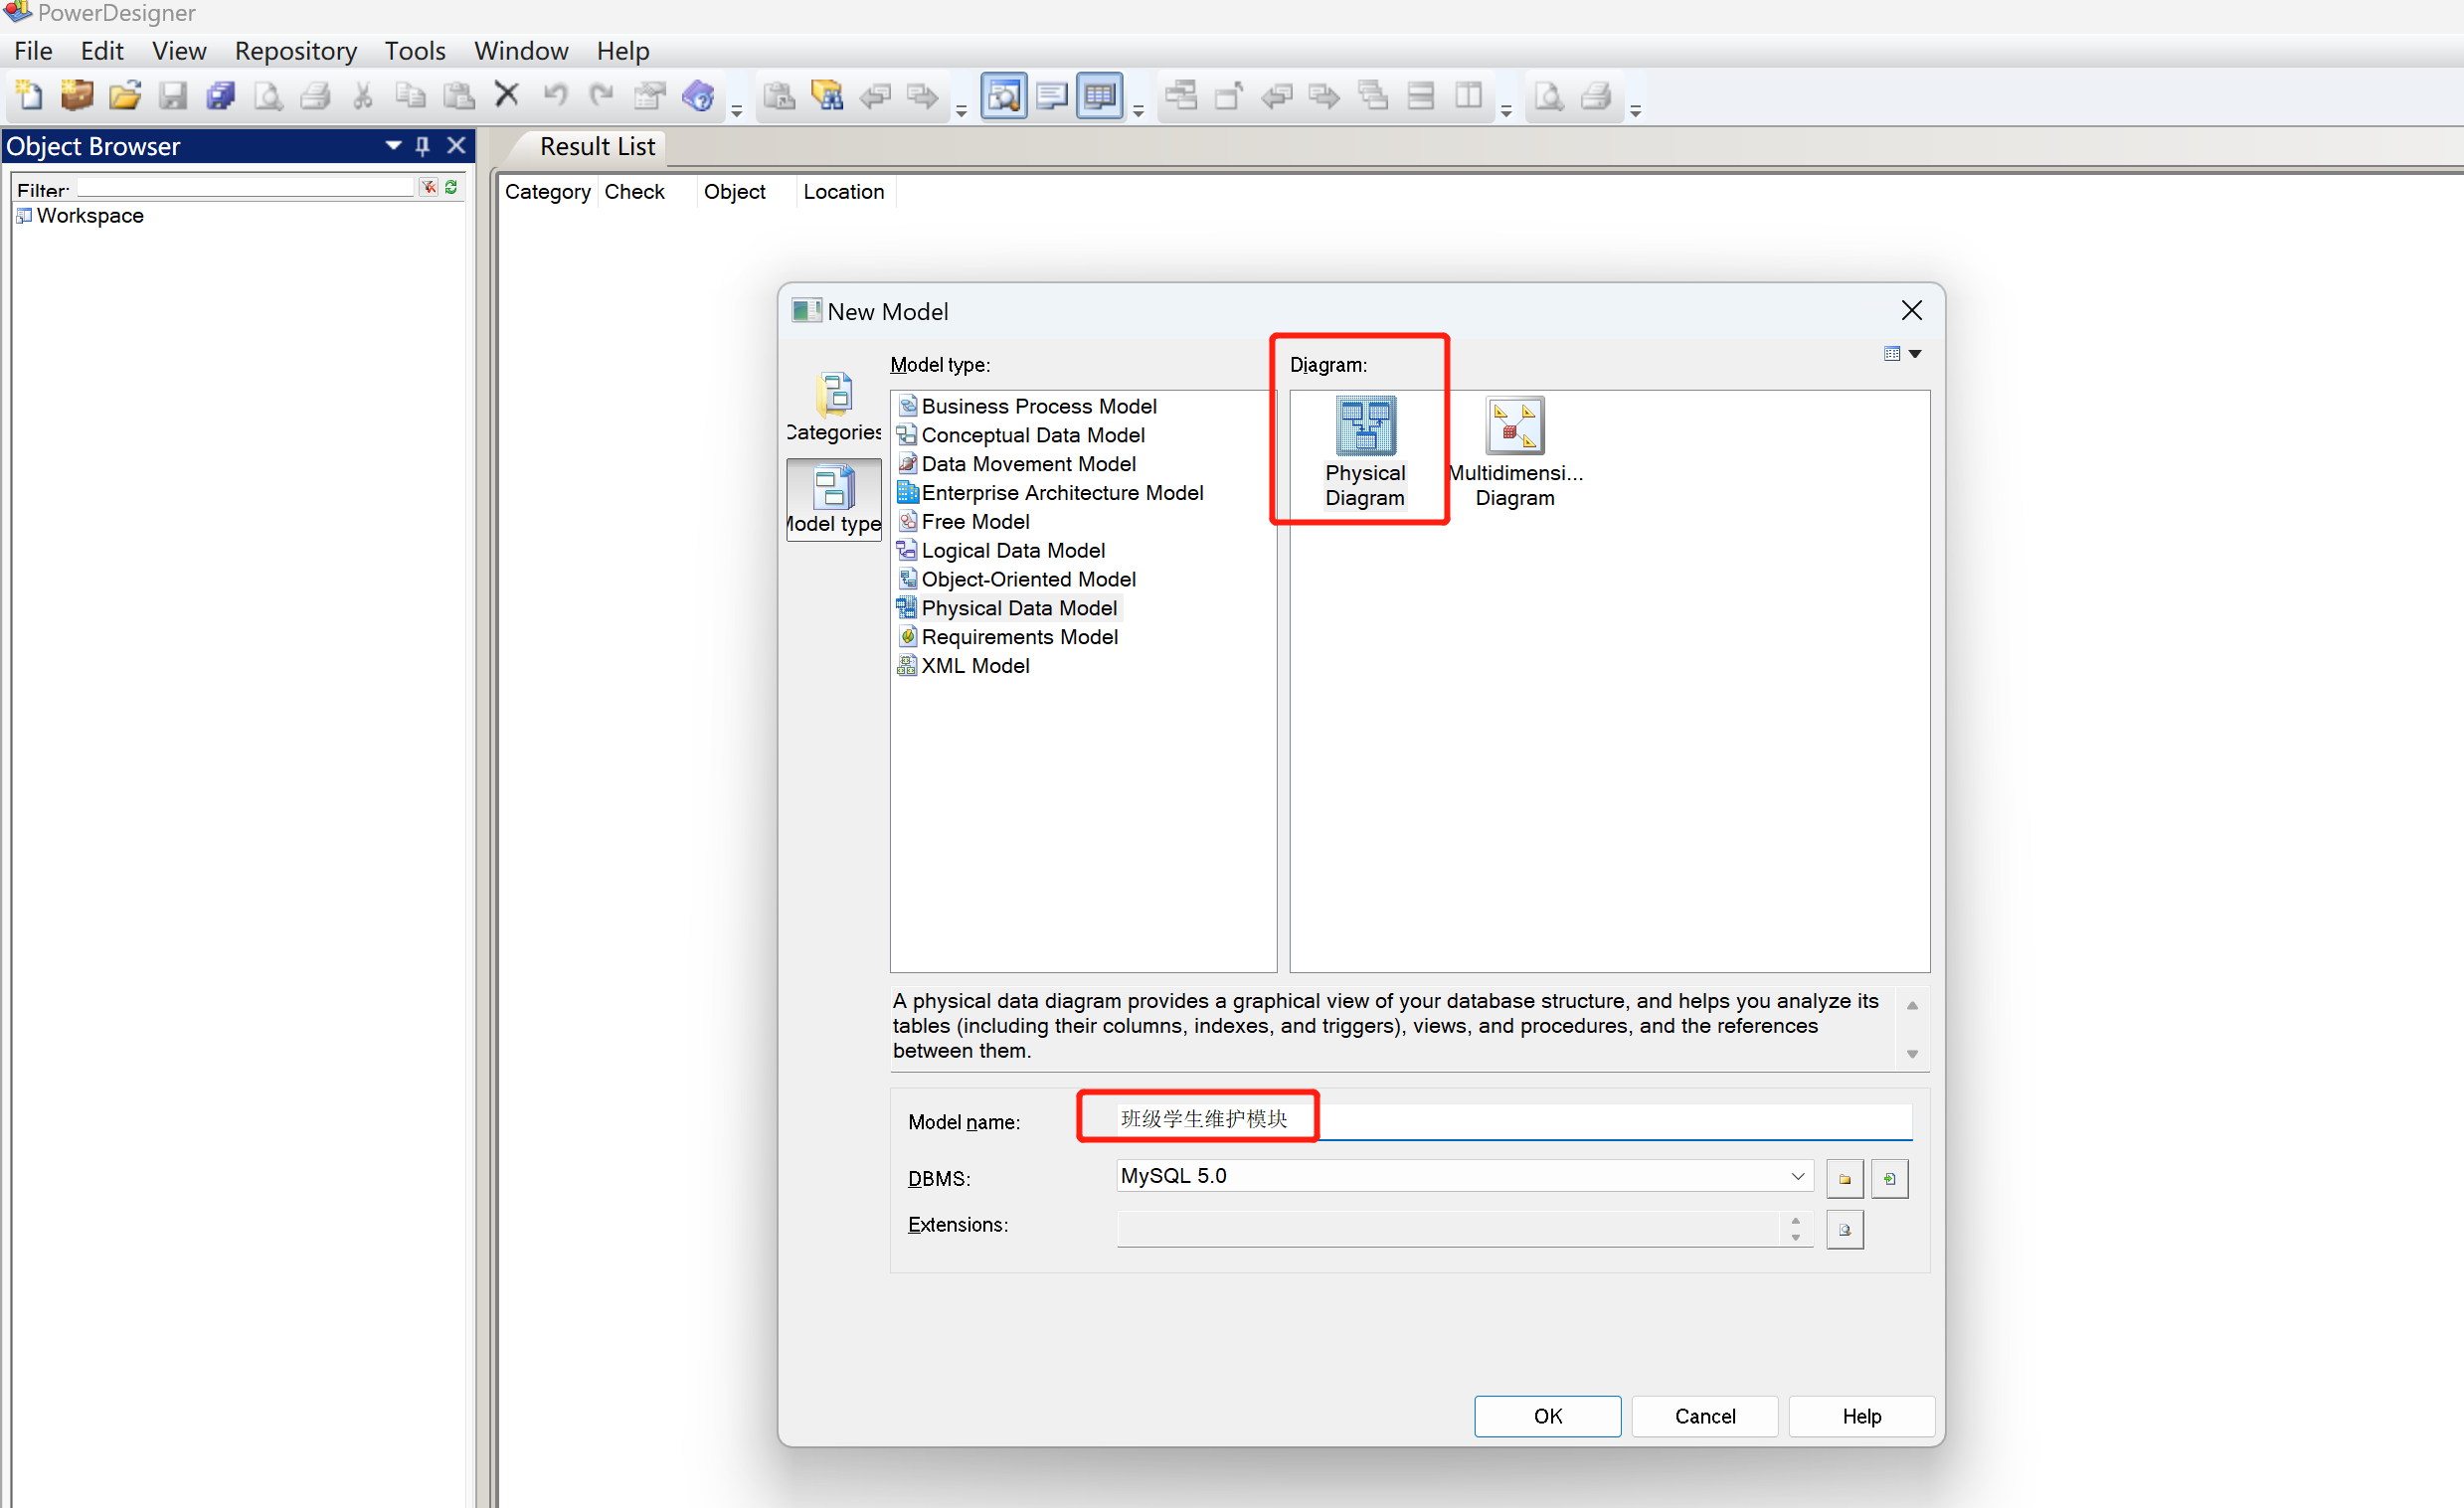 PowerDesigner
File Edit View Repository Tools Window Help
Object Browser
Filter:
Workspace
Result List
Category Check Object Location
New Model
Categories
Model type
Model type:
Business Process Model
Conceptual Data Model
Data Movement Model
Enterprise Architecture Model
Free Model
Logical Data Model
Object-Oriented Model
Physical Data Model
Requirements Model
XML Model
Diagram:
Physical
Diagram
Multidimensi...
Diagram
A physical data diagram provides a graphical view of your database structure, and helps you analyze its
tables (including their columns, indexes, and triggers), views, and procedures, and the references
between them.
Model name: 班级学生维护模块
DBMS: MySQL 5.0
Extensions:
OK Cancel Help